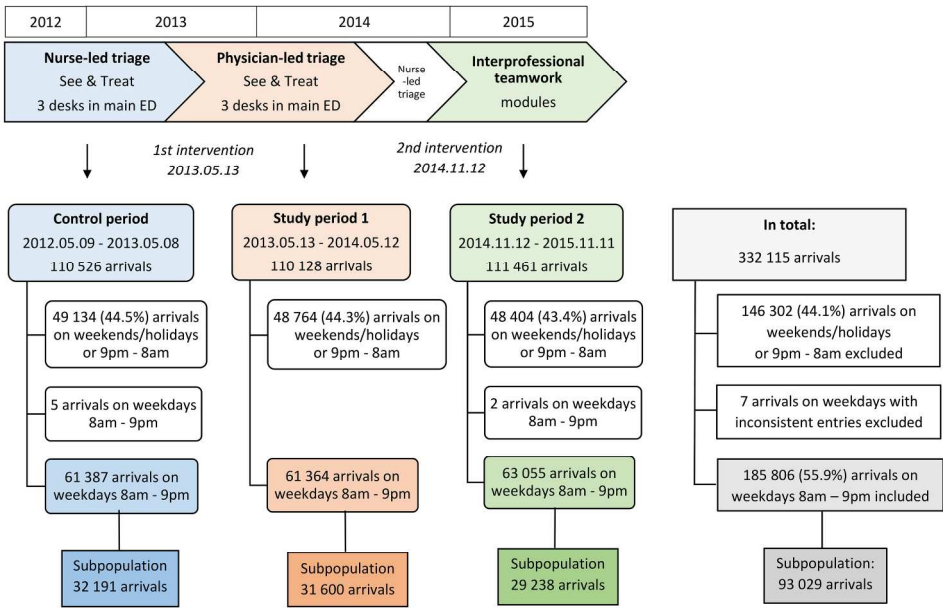 2012
2013
2014
2015
Nurse-led triage
See & Treat
3 desks in main ED
Physician-led triage
See & Treat
3 desks in main ED
Nurse
-led
triage
Interprofessional
teamwork
modules
1st intervention
2013.05.13
2nd intervention
2014.11.12
Control period
2012.05.09 - 2013.05.08
110 526 arrivals
49 134 (44.5%) arrivals
on weekends/holidays
or 9pm - 8am
5 arrivals on weekdays
8am - 9pm
61 387 arrivals on
weekdays 8am - 9pm
Subpopulation
32 191 arrivals
Study period 1
2013.05.13 - 2014.05.12
110 128 arrivals
48 764 (44.3%) arrivals
on weekends/holidays
or 9pm - 8am
61 364 arrivals on
weekdays 8am - 9pm
Subpopulation
31 600 arrivals
Study period 2
2014.11.12 - 2015.11.11
111 461 arrivals
48 404 (43.4%) arrivals
on weekends/holidays
or 9pm - 8am
2 arrivals on weekdays
8am - 9pm
63 055 arrivals on
weekdays 8am - 9pm
Subpopulation
29 238 arrivals
In total:
332 115 arrivals
146 302 (44.1%) arrivals on
weekends/holidays
or 9pm - 8am excluded
7 arrivals on weekdays with
inconsistent entries excluded
185 806 (55.9%) arrivals on
weekdays 8am – 9pm included
Subpopulation:
93 029 arrivals